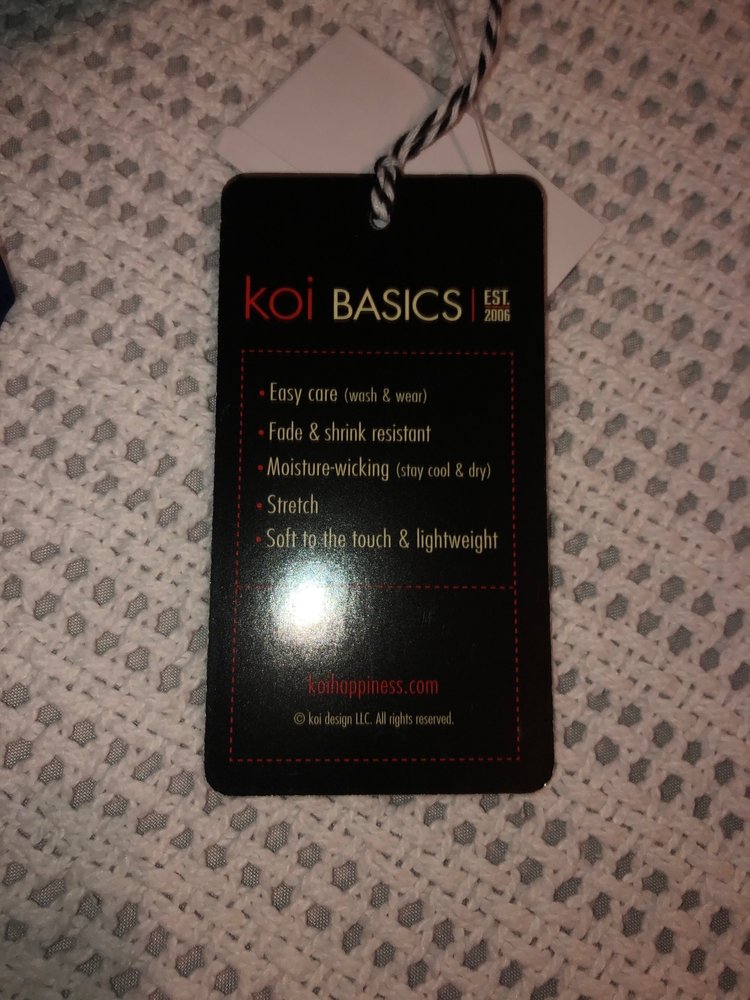 koi BASICS | EST. 2006
• Easy care (wash & wear)
• Fade & shrink resistant
• Moisture-wicking (stay cool & dry)
• Stretch
• Soft to the touch & lightweight
koihappiness.com
© koi design LLC. All rights reserved.